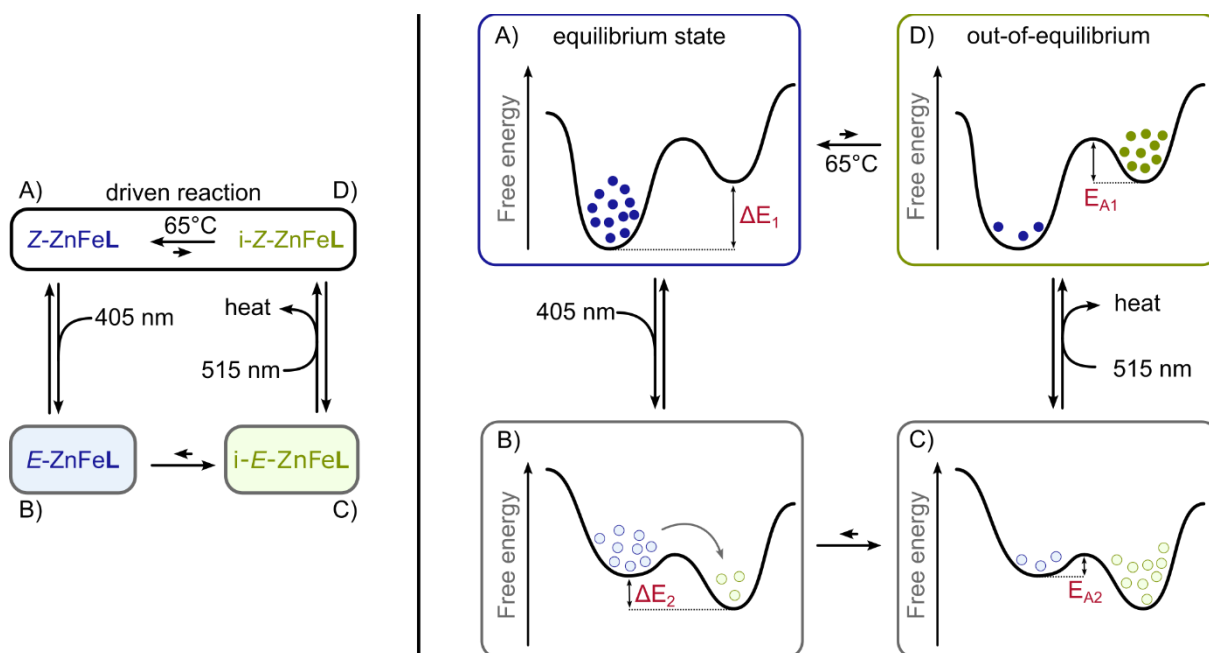 A)
driven reaction
D)
Z-ZnFeL
65°C
i-Z-ZnFeL
405 nm
heat
515 nm
E-ZnFeL
i-E-ZnFeL
B)
C)
A)
equilibrium state
Free energy
ΔE1
65°C
D)
out-of-equilibrium
Free energy
EA1
405 nm
heat
515 nm
B)
Free energy
ΔE2
C)
Free energy
EA2